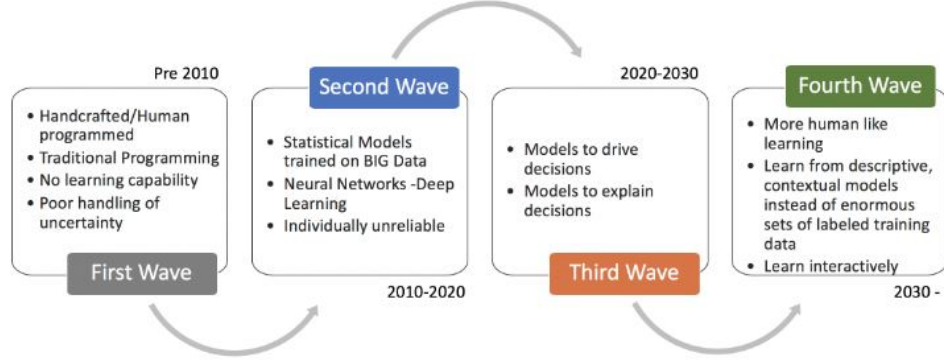 Pre 2010
• Handcrafted/Human
programmed
• Traditional Programming
• No learning capability
• Poor handling of
uncertainty
First Wave
Second Wave
• Statistical Models
trained on BIG Data
• Neural Networks -Deep
Learning
• Individually unreliable
2010-2020
2020-2030
• Models to drive
decisions
• Models to explain
decisions
Third Wave
Fourth Wave
• More human like
learning
• Learn from descriptive,
contextual models
instead of enormous
sets of labeled training
data
• Learn interactively
2030 -